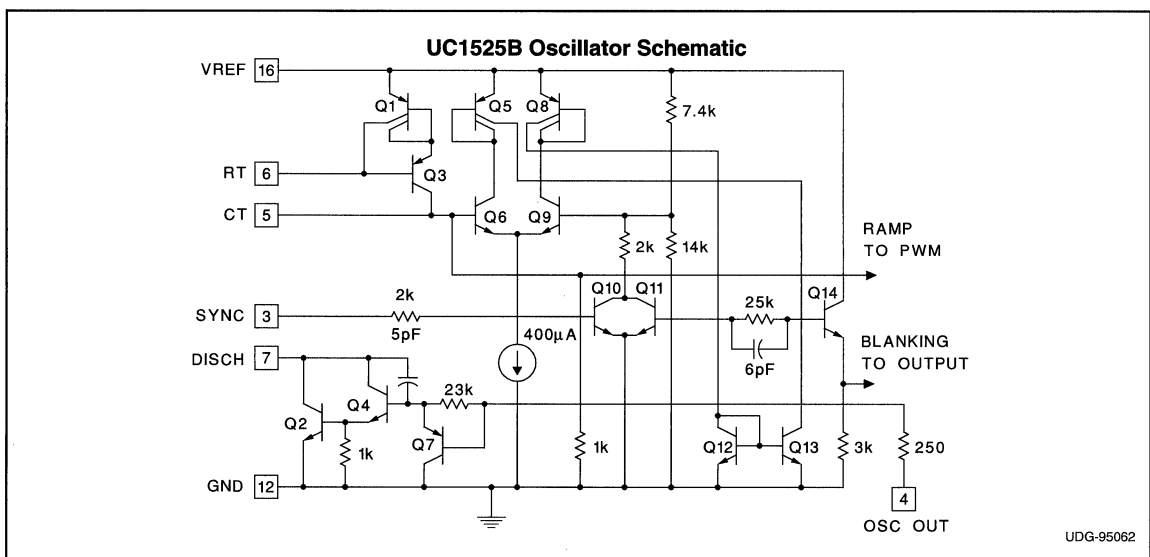 UC1525B Oscillator Schematic
VREF 16
Q1
Q5
Q8
7.4k
RT 6
Q3
CT 5
Q6
Q9
2k
14k
RAMP
TO PWM
Q10
Q11
Q14
2k
25k
SYNC 3
5pF
400μA
6pF
BLANKING
TO OUTPUT
DISCH 7
23k
Q4
Q2
Q7
1k
1k
Q12
Q13
3k
250
GND 12
4
OSC OUT
UDG-95062